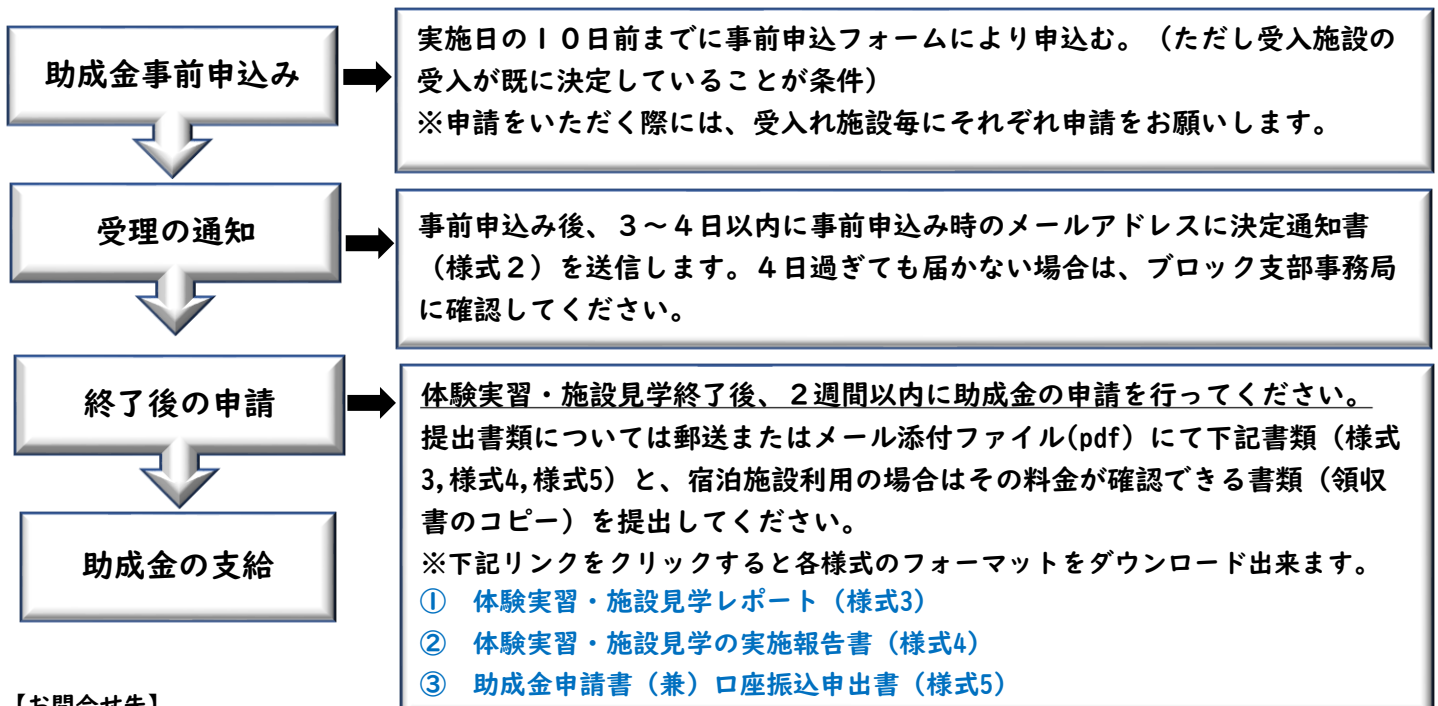 助成金事前申込み
実施日の１０日前までに事前申込フォームにより申込む。（ただし受入施設の
受入が既に決定していることが条件）
※申請をいただく際には、受入れ施設毎にそれぞれ申請をお願いします。
受理の通知
事前申込み後、３～４日以内に事前申込み時のメールアドレスに決定通知書
（様式２）を送信します。４日過ぎても届かない場合は、ブロック支部事務局
に確認してください。
終了後の申請
体験実習・施設見学終了後、２週間以内に助成金の申請を行ってください。
提出書類については郵送またはメール添付ファイル(pdf）にて下記書類（様式
3,様式4,様式5）と、宿泊施設利用の場合はその料金が確認できる書類（領収
書のコピー）を提出してください。
※下記リンクをクリックすると各様式のフォーマットをダウンロード出来ます。
① 体験実習・施設見学レポート（様式3）
② 体験実習・施設見学の実施報告書（様式4）
③ 助成金申請書（兼）口座振込申出書（様式5）
助成金の支給
【お問合せ先】